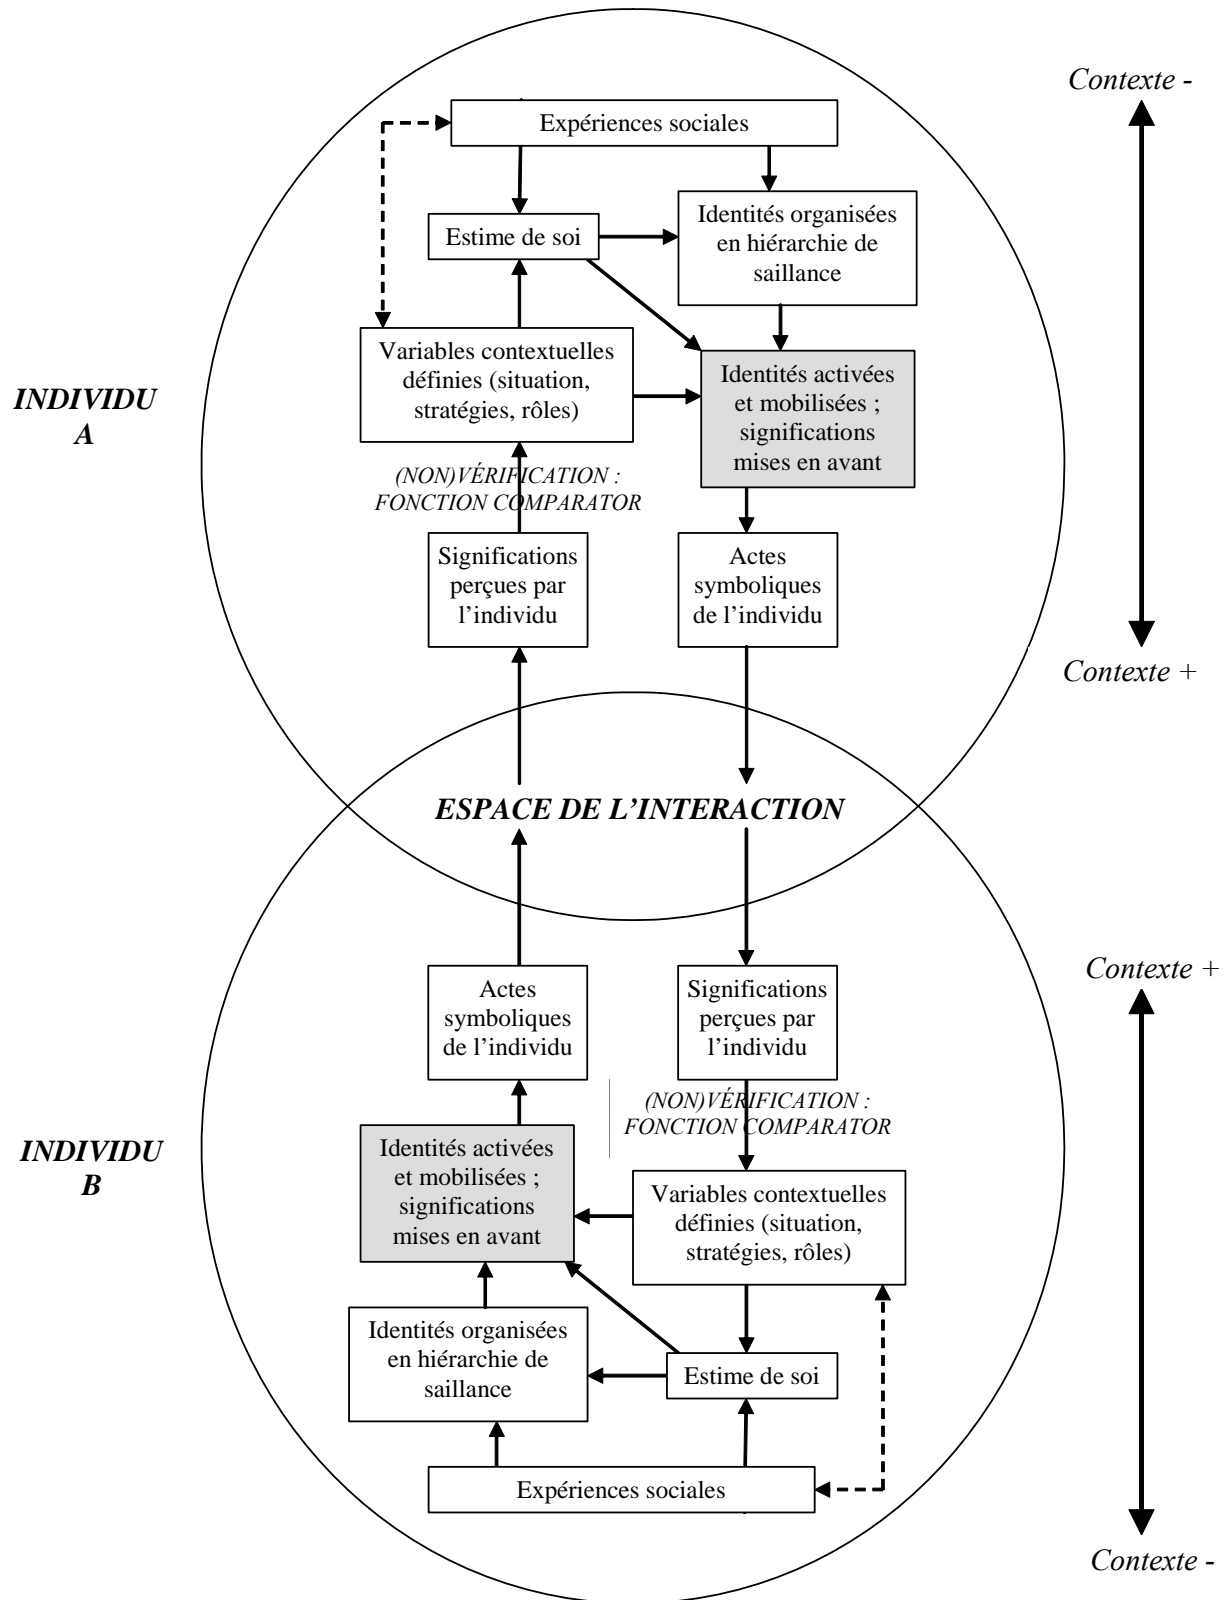 Contexte -
Expériences sociales
Identités organisées
en hiérarchie de
saillance
Estime de soi
Variables contextuelles
définies (situation,
stratégies, rôles)
Identités activées
et mobilisées ;
significations
mises en avant
INDIVIDU
A
(NON)VÉRIFICATION :
FONCTION COMPARATOR
Significations
perçues par
l’individu
Actes
symboliques
de l’individu
Contexte +
ESPACE DE L’INTERACTION
Contexte +
Actes
symboliques
de l’individu
Significations
perçues par
l’individu
(NON)VÉRIFICATION :
FONCTION COMPARATOR
INDIVIDU
B
Identités activées
et mobilisées ;
significations
mises en avant
Variables contextuelles
définies (situation,
stratégies, rôles)
Identités organisées
en hiérarchie de
saillance
Estime de soi
Expériences sociales
Contexte -